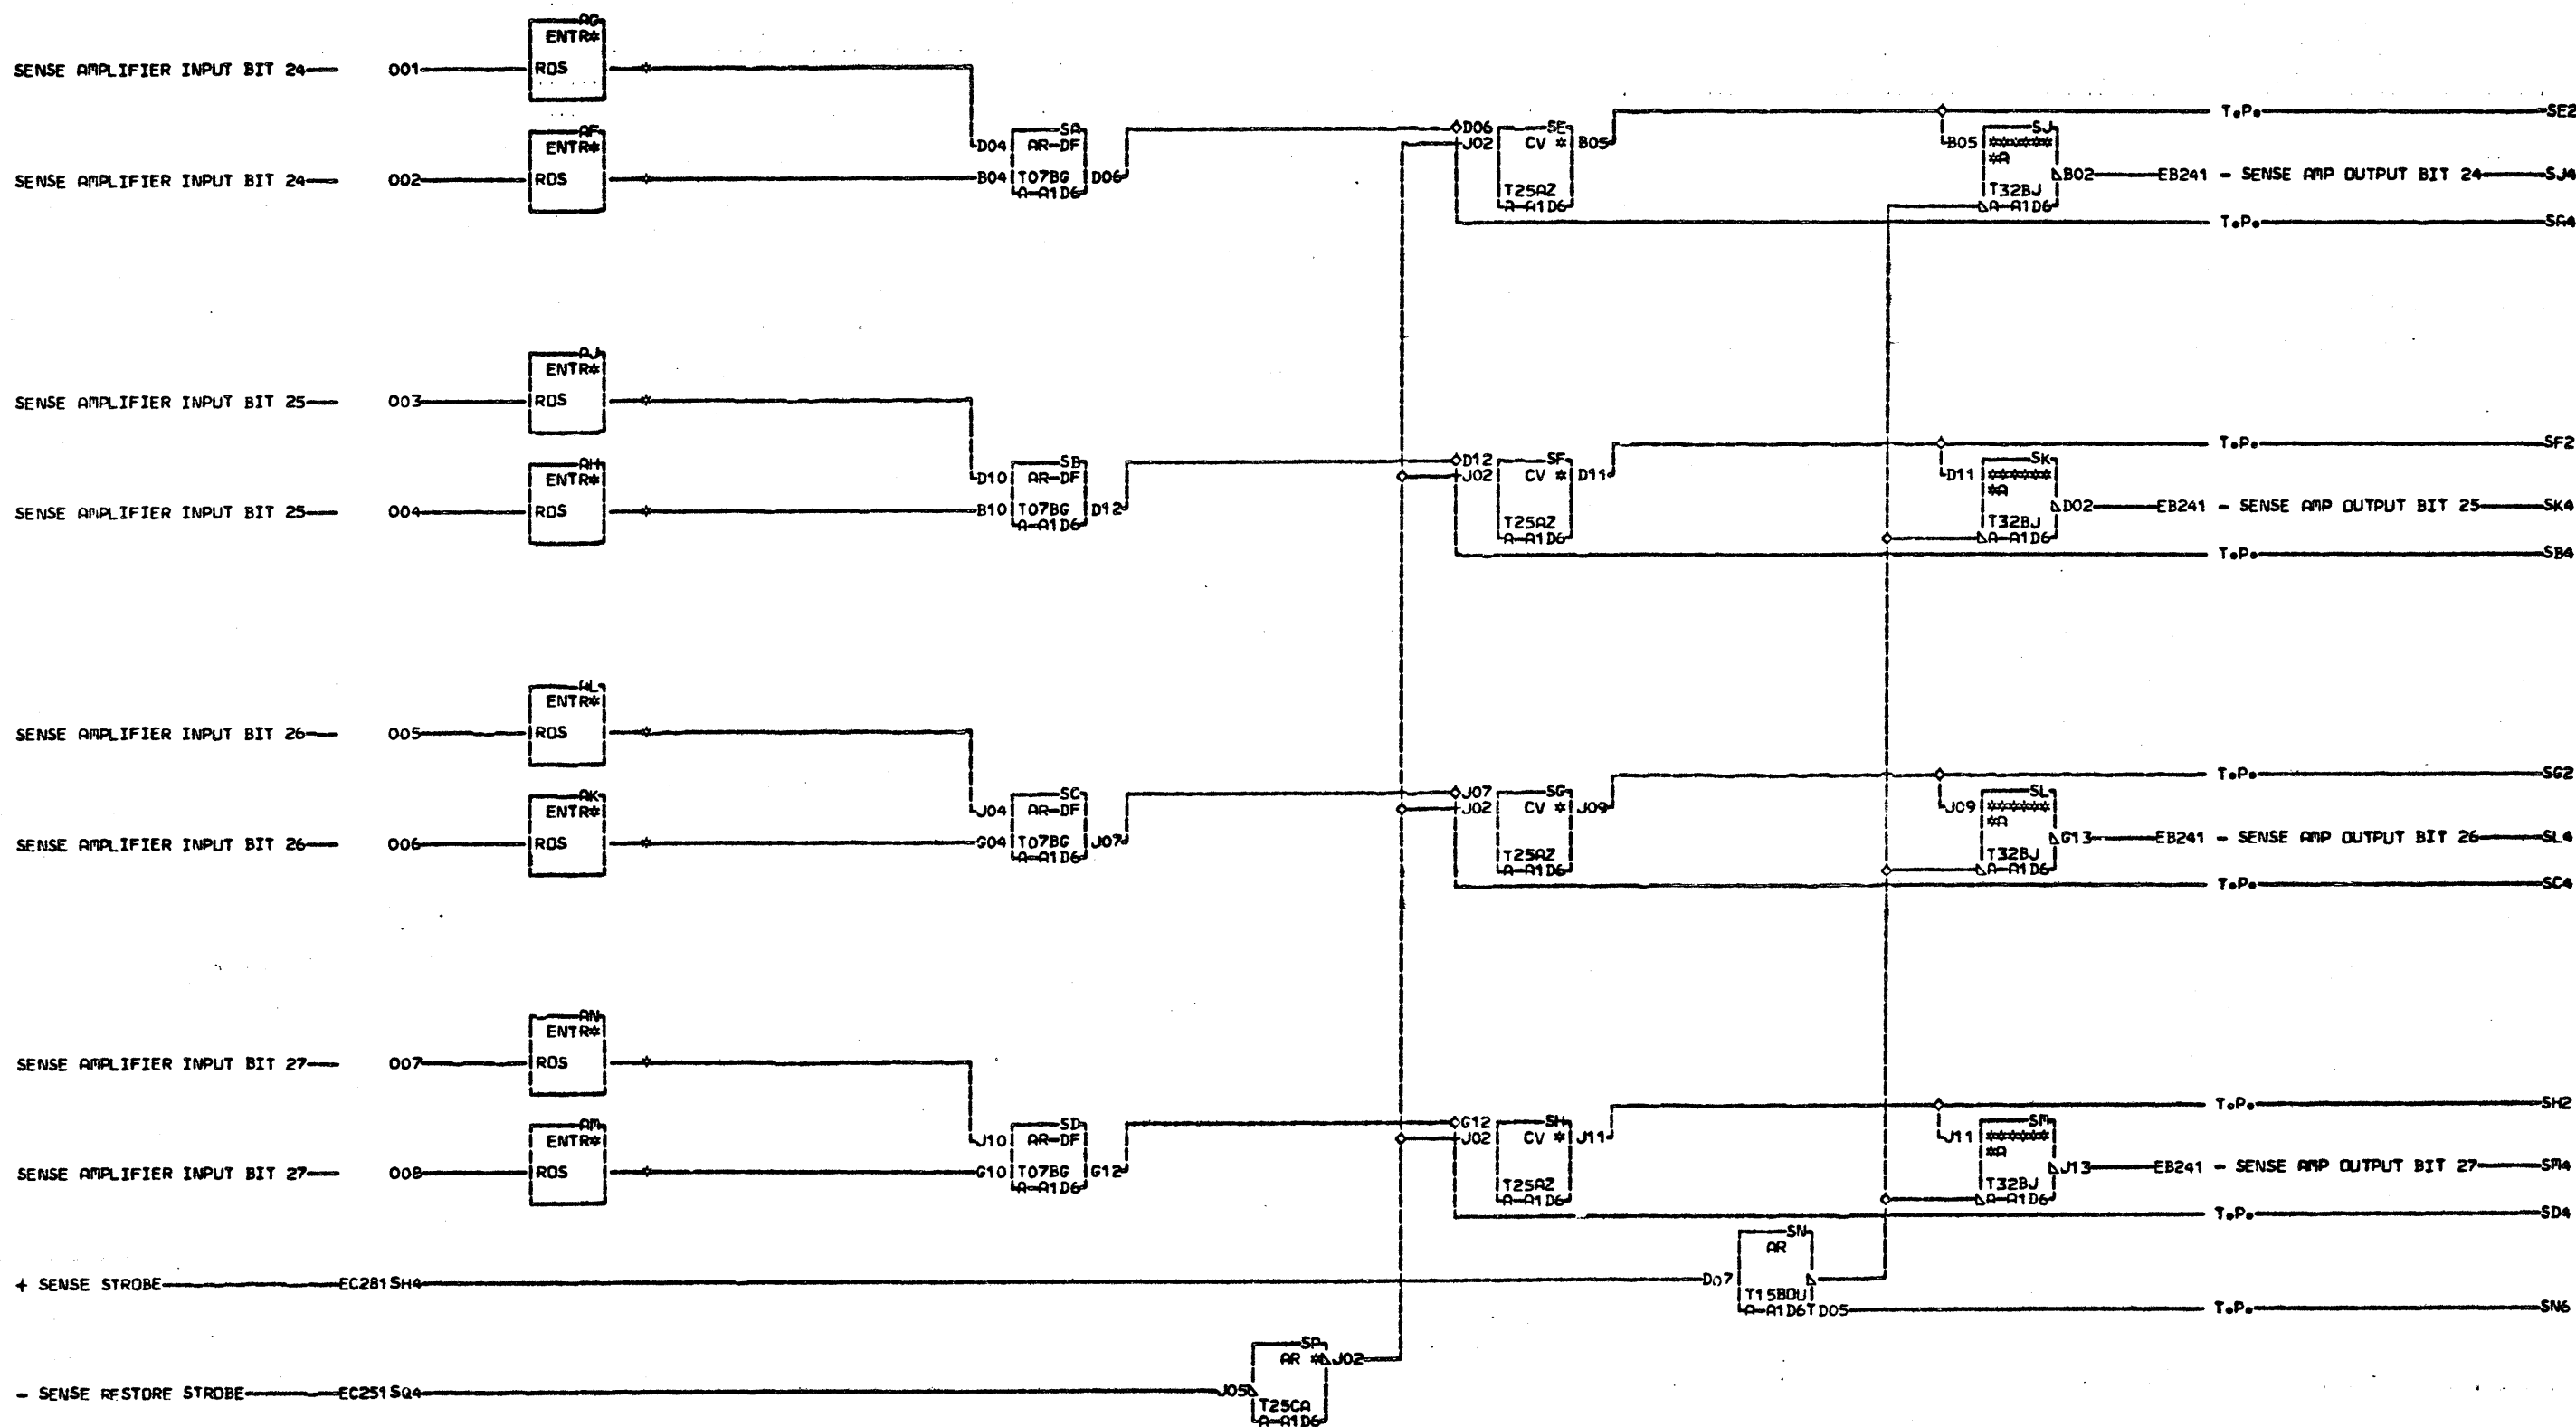 AG
ENTR*
SENSE AMPLIFIER INPUT BIT 24 001 ROS *
SE2 T.P.
AF
ENTR*
SENSE AMPLIFIER INPUT BIT 24 002 ROS *
D04 SA AR-DF
B04 T07BG D06
A-A1D6
D06 SE
J02 CV * B05
T25AZ
A-A1D6
B05 SJ
******
*A
T32BJ B02 EB241 - SENSE AMP OUTPUT BIT 24 SJ4
A-A1D6
T.P. SA4
AJ
ENTR*
SENSE AMPLIFIER INPUT BIT 25 003 ROS *
T.P. SF2
AH
ENTR*
SENSE AMPLIFIER INPUT BIT 25 004 ROS *
SB
D10 AR-DF
B10 T07BG D12
A-A1D6
D12 SF
J02 CV * D11
T25AZ
A-A1D6
SK
D11 ******
*A
D02 EB241 - SENSE AMP OUTPUT BIT 25 SK4
T32BJ
A-A1D6
T.P. SB4
AL
ENTR*
SENSE AMPLIFIER INPUT BIT 26 005 ROS *
T.P. SG2
AK
ENTR*
SENSE AMPLIFIER INPUT BIT 26 006 ROS *
SC
J04 AR-DF
G04 T07BG J07
A-A1D6
J07 SG
J02 CV * J09
T25AZ
A-A1D6
SL
J09 ******
*A
G13 EB241 - SENSE AMP OUTPUT BIT 26 SL4
T32BJ
A-A1D6
T.P. SC4
AN
ENTR*
SENSE AMPLIFIER INPUT BIT 27 007 ROS *
T.P. SH2
AM
ENTR*
SENSE AMPLIFIER INPUT BIT 27 008 ROS *
SD
J10 AR-DF
G10 T07BG G12
A-A1D6
G12 SH
J02 CV * J11
T25AZ
A-A1D6
SM
J11 ******
*A
J13 EB241 - SENSE AMP OUTPUT BIT 27 SM4
T32BJ
A-A1D6
T.P. SD4
SN
AR
+ SENSE STROBE EC281SH4 D07
T15BOU
A-A1D6T D05 T.P. SN6
SP
AR * J02
- SENSE RESTORE STROBE EC251SQ4 J05
T25CA
A-A1D6